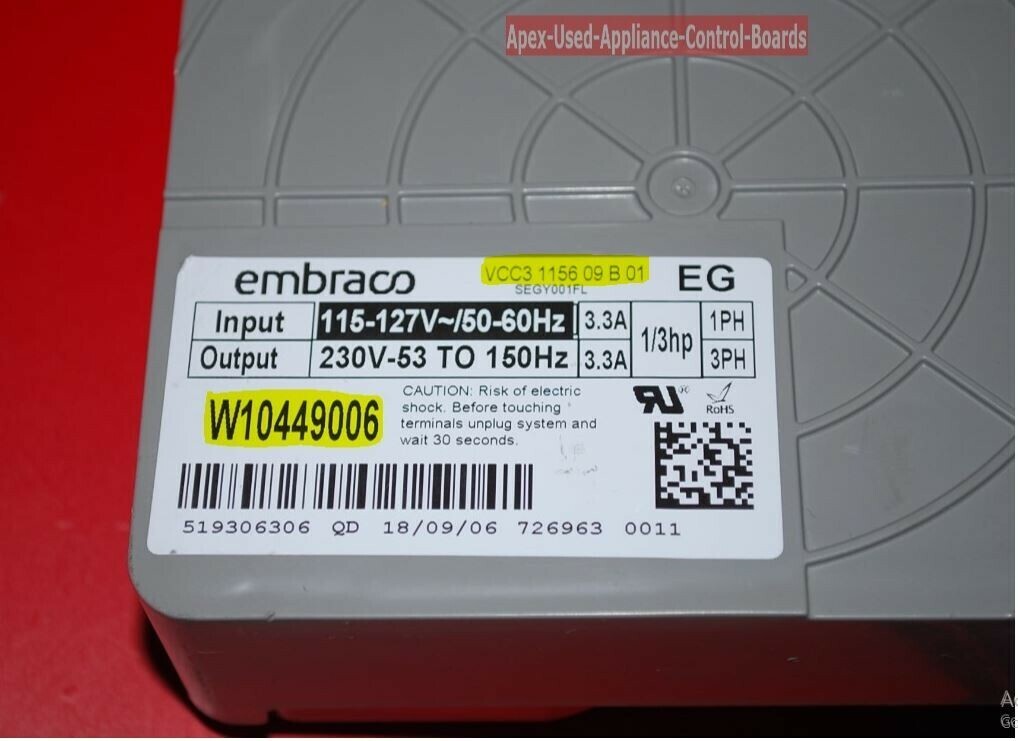 Apex-Used-Appliance-Control-Boards
embraco VCC3 1156 09 B 01 EG
SEGY001FL
Input 115-127V~/50-60Hz 3.3A 1/3hp 1PH
Output 230V-53 TO 150Hz 3.3A 3PH
W10449006
CAUTION: Risk of electric
shock. Before touching
terminals unplug system and
wait 30 seconds.
RU®
RoHS
519306306 QD 18/09/06 726963 0011